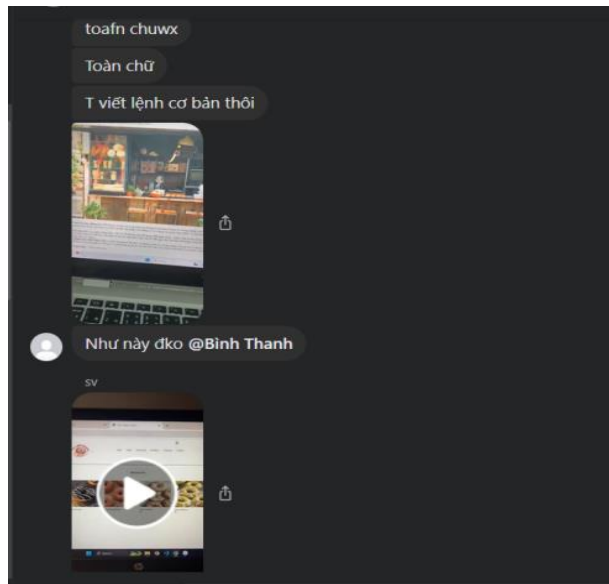 toafn chuwx
Toàn chữ
T viết lệnh cơ bản thôi
Như này đko @Bình Thanh
SV